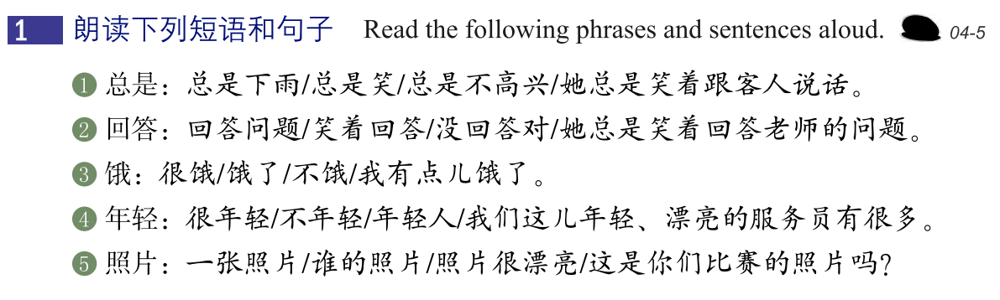 1 朗读下列短语和句子 Read the following phrases and sentences aloud. 04-5
❶ 总是：总是下雨/总是笑/总是不高兴/她总是笑着跟客人说话。
❷ 回答：回答问题/笑着回答/没回答对/她总是笑着回答老师的问题。
❸ 饿：很饿/饿了/不饿/我有点儿饿了。
❹ 年轻：很年轻/不年轻/年轻人/我们这儿年轻、漂亮的服务员有很多。
❺ 照片：一张照片/谁的照片/照片很漂亮/这是你们比赛的照片吗？